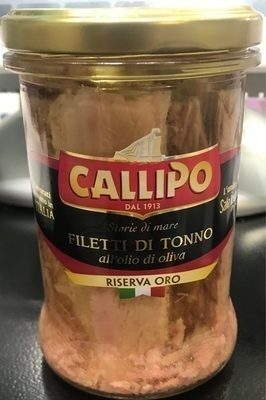 CALLIPO
DAL 1913
Storie di mare
FILETTI DI TONNO
all'olio di oliva
RISERVA ORO